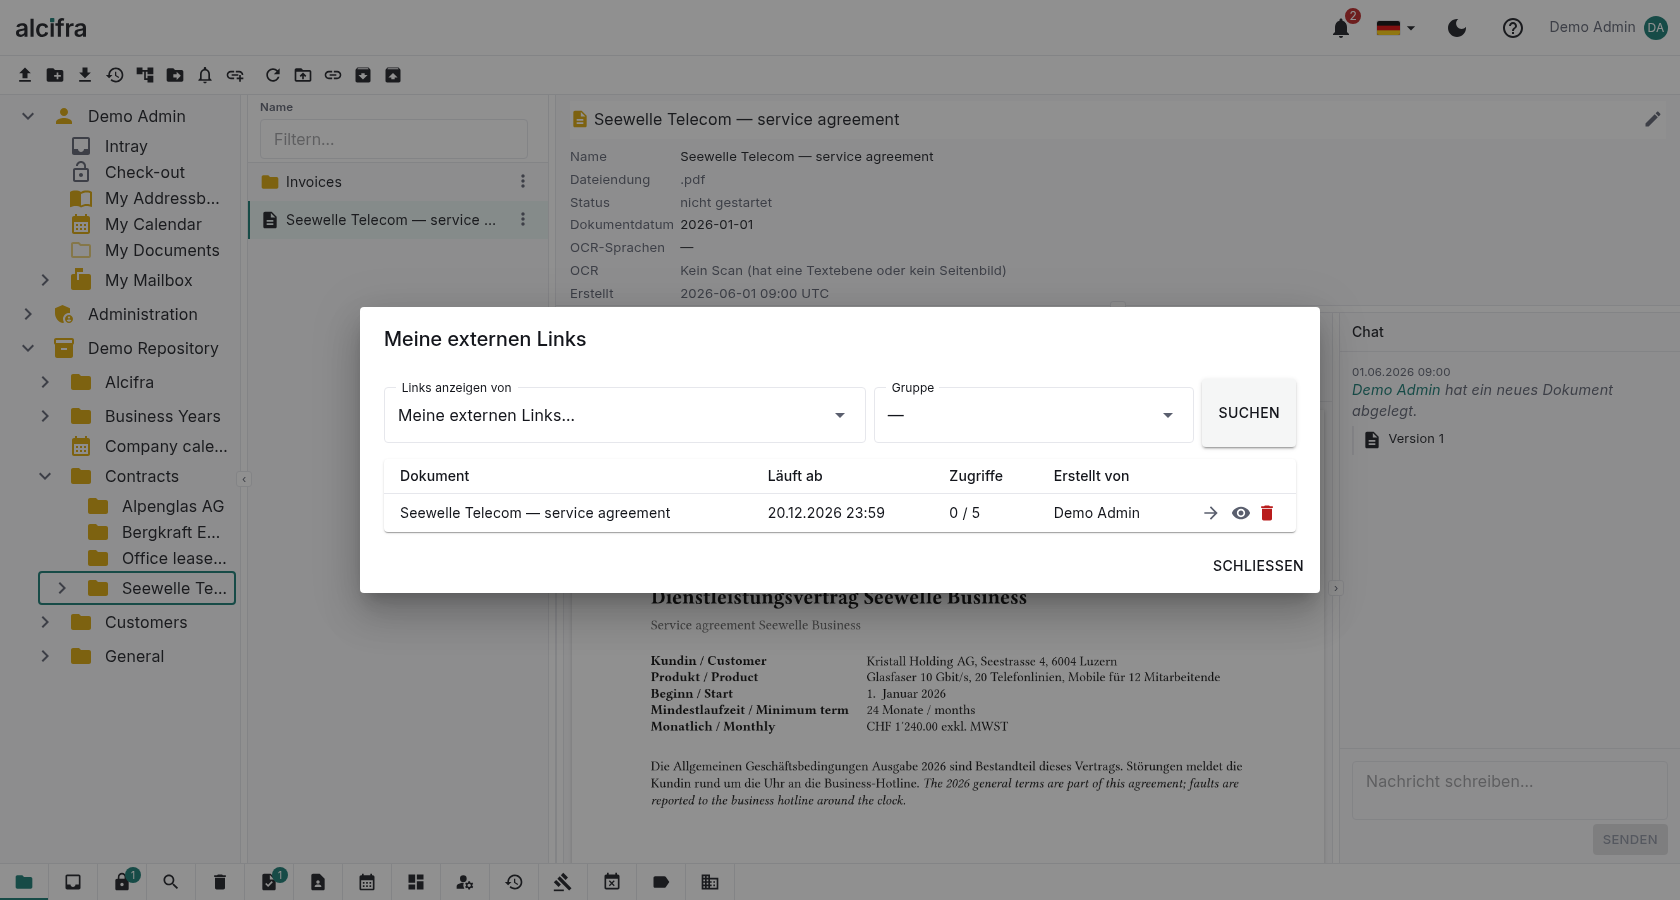 alcifra
2
Demo Admin
DA
Demo Admin
Intray
Check-out
My Addressb...
My Calendar
My Documents
My Mailbox
Administration
Demo Repository
Alcifra
Business Years
Company cale...
Contracts
Alpenglas AG
Bergkraft E...
Office lease...
Seewelle Te...
Customers
General
Name
Filtern...
Invoices
Seewelle Telecom — service ...
Seewelle Telecom — service agreement
Name Seewelle Telecom — service agreement
Dateiendung .pdf
Status nicht gestartet
Dokumentdatum 2026-01-01
OCR-Sprachen —
OCR Kein Scan (hat eine Textebene oder kein Seitenbild)
Erstellt 2026-06-01 09:00 UTC
Meine externen Links
Links anzeigen von
Meine externen Links...
Gruppe
—
SUCHEN
Dokument Läuft ab Zugriffe Erstellt von
Seewelle Telecom — service agreement 20.12.2026 23:59 0 / 5 Demo Admin
SCHLIESSEN
Dienstleistungsvertrag Seewelle Business
Service agreement Seewelle Business
Kundin / Customer Kristall Holding AG, Seestrasse 4, 6004 Luzern
Produkt / Product Glasfaser 10 Gbit/s, 20 Telefonlinien, Mobile für 12 Mitarbeitende
Beginn / Start 1. Januar 2026
Mindestlaufzeit / Minimum term 24 Monate / months
Monatlich / Monthly CHF 1'240.00 exkl. MWST
Die Allgemeinen Geschäftsbedingungen Ausgabe 2026 sind Bestandteil dieses Vertrags. Störungen meldet die
Kundin rund um die Uhr an die Business-Hotline. The 2026 general terms are part of this agreement; faults are
reported to the business hotline around the clock.
Chat
01.06.2026 09:00
Demo Admin hat ein neues Dokument
abgelegt.
Version 1
Nachricht schreiben...
SENDEN
1
1